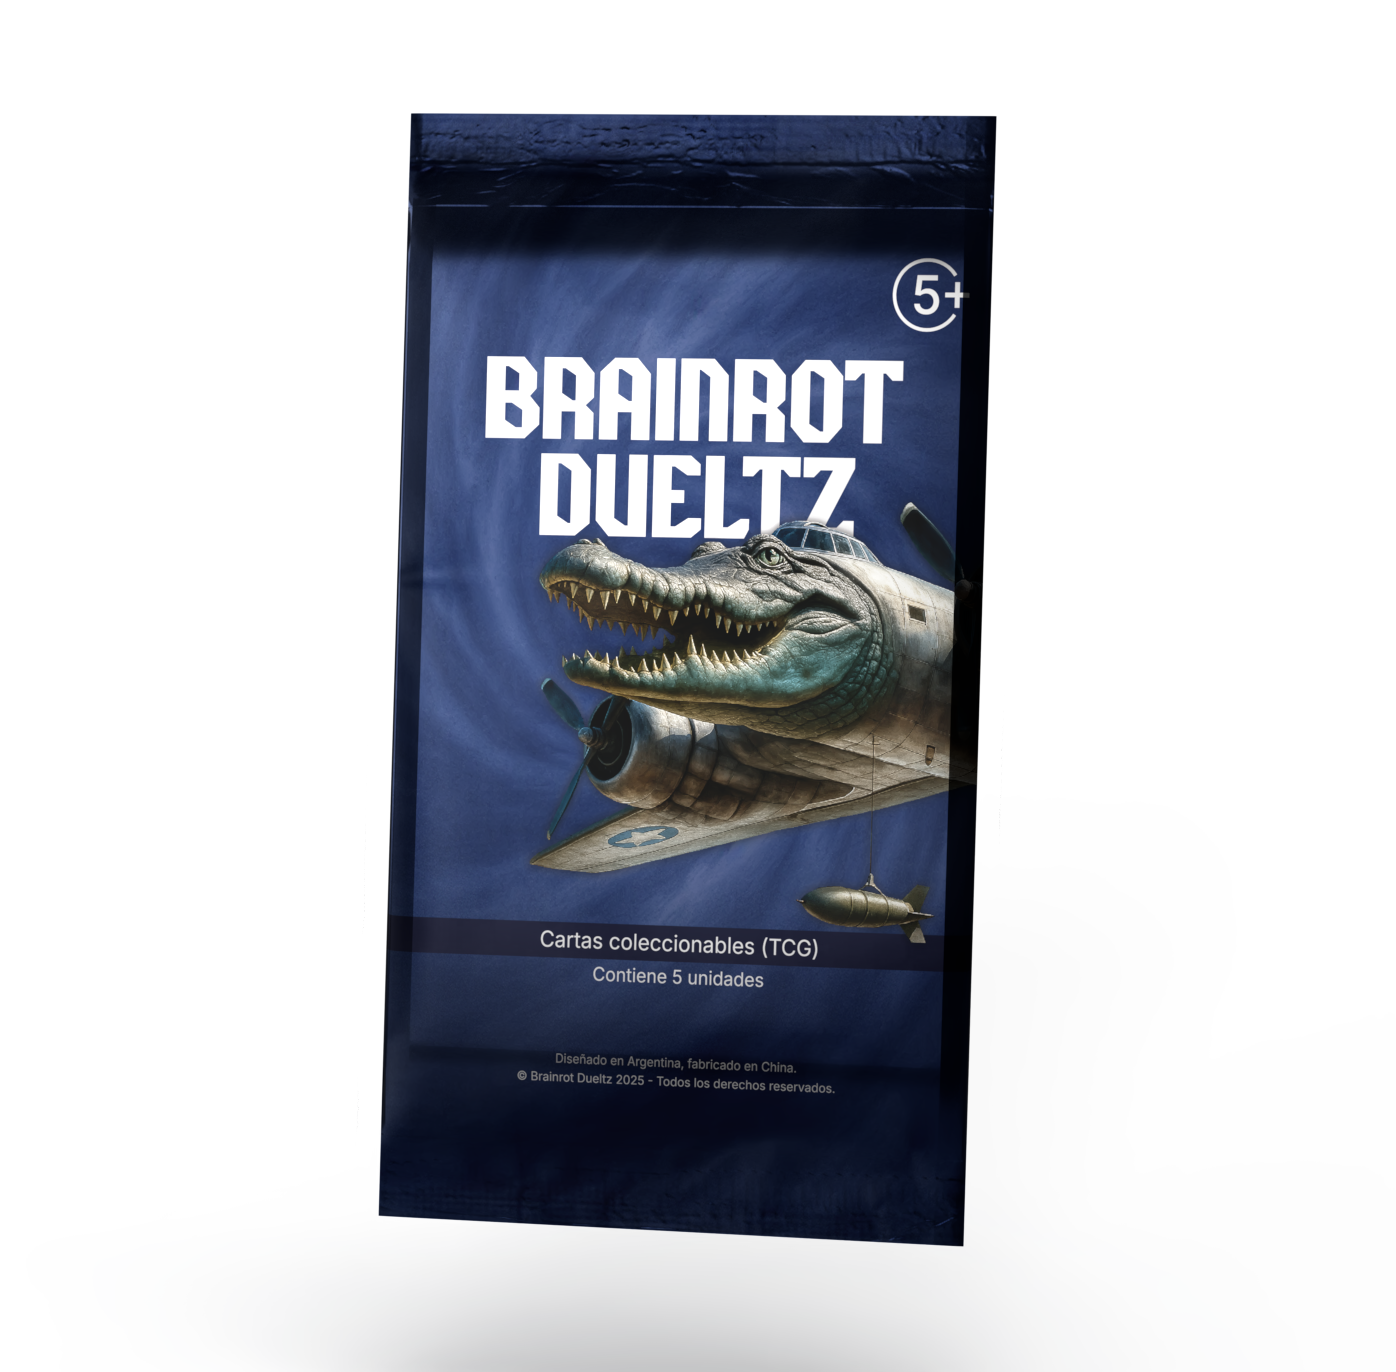 5+
BRAINROT
DUELTZ
Cartas coleccionables (TCG)
Contiene 5 unidades
Diseñado en Argentina, fabricado en China.
© Brainrot Dueltz 2025 - Todos los derechos reservados.